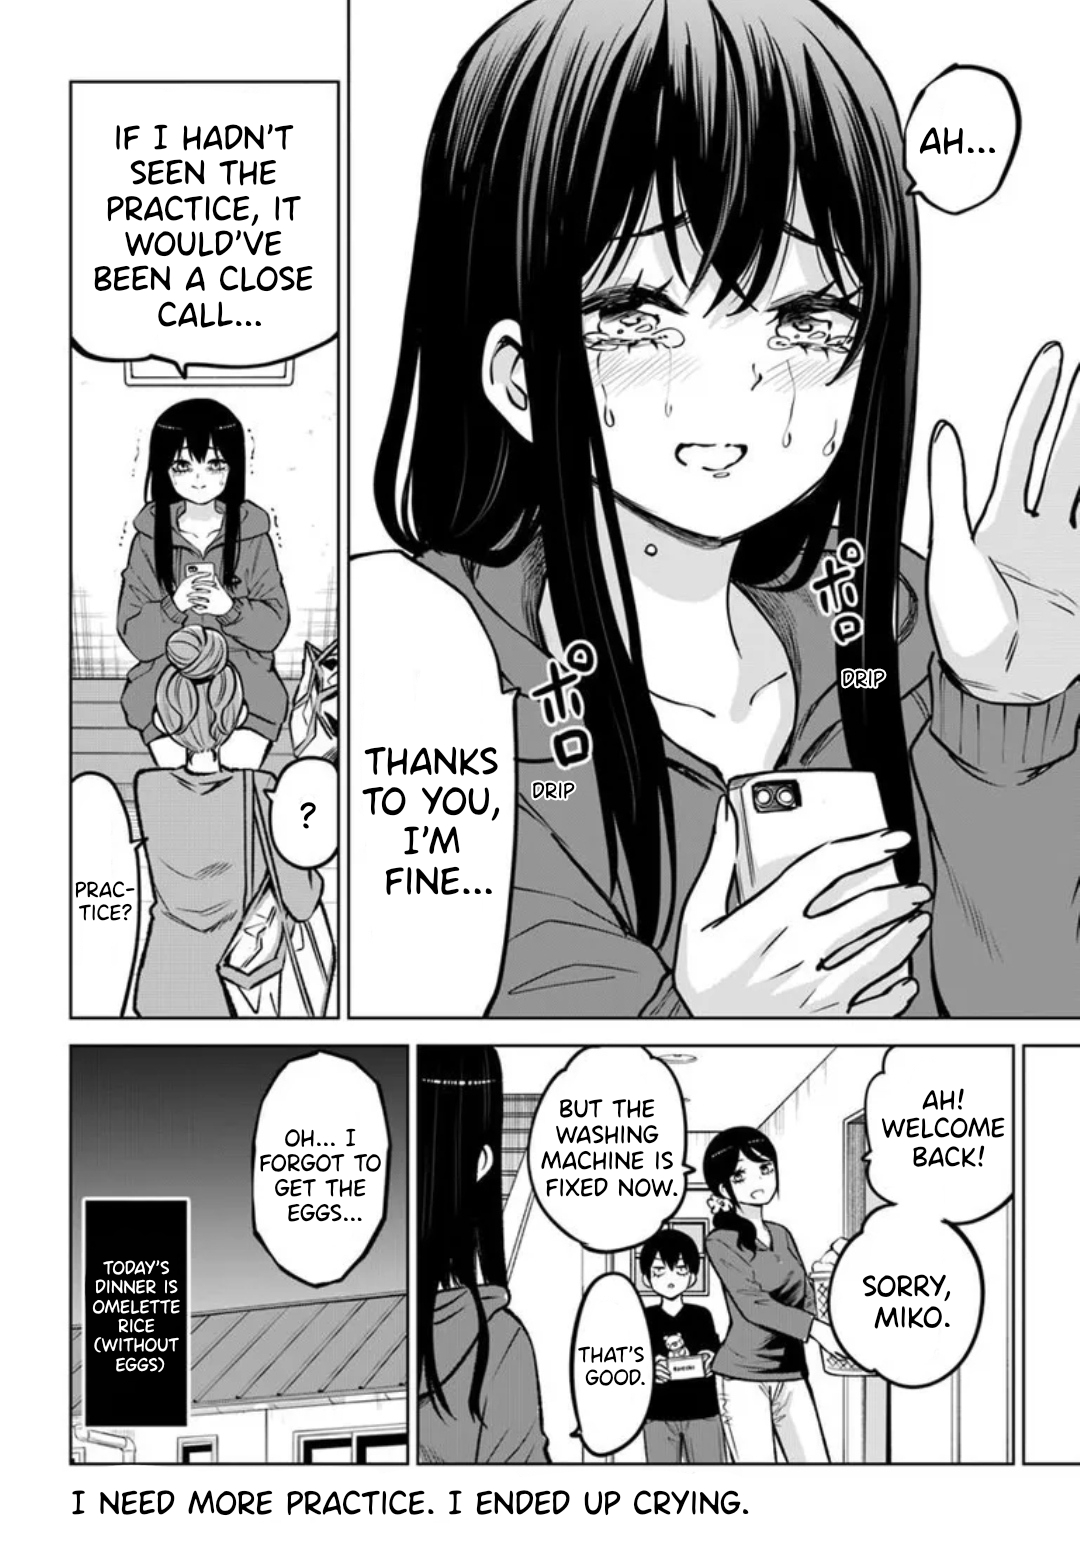 AH...
THANKS
TO YOU,
I'M
FINE...
ポロ
DRIP
ポロ
DRIP
IF I HADN'T
SEEN THE
PRACTICE, IT
WOULD'VE
BEEN A CLOSE
CALL...
?
PRAC-
TICE?
AH!
WELCOME
BACK!
SORRY,
MIKO.
BUT THE
WASHING
MACHINE IS
FIXED NOW.
THAT'S
GOOD.
OH... I
FORGOT TO
GET THE
EGGS...
TODAY'S
DINNER IS
OMELETTE
RICE
(WITHOUT
EGGS)
I NEED MORE PRACTICE. I ENDED UP CRYING.